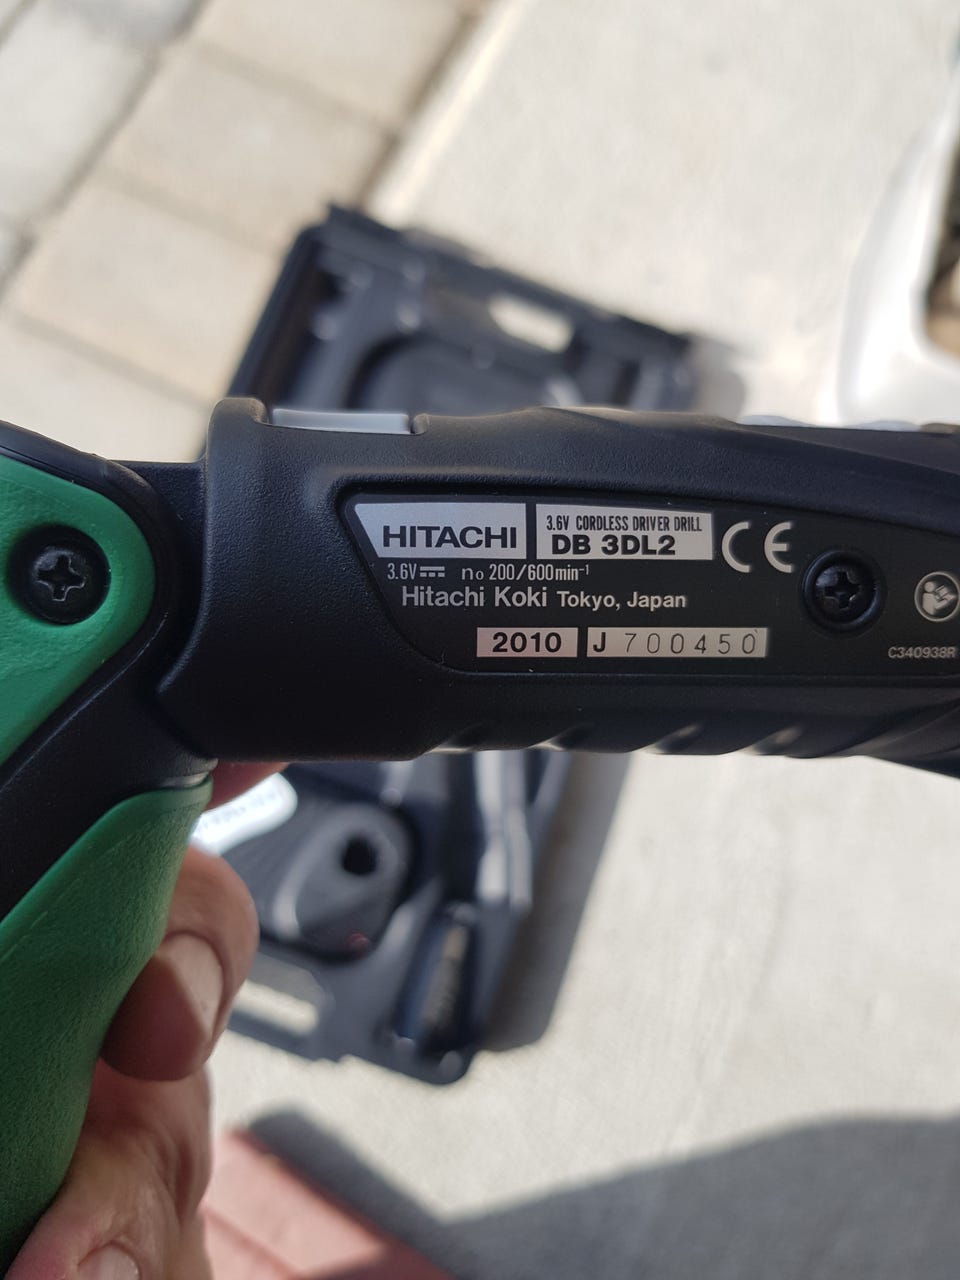 HITACHI
3.6V CORDLESS DRIVER DRILL
DB 3DL2
CE
3.6V n₀ 200/600min⁻¹
Hitachi Koki Tokyo, Japan
2010 J 700450
C340938R